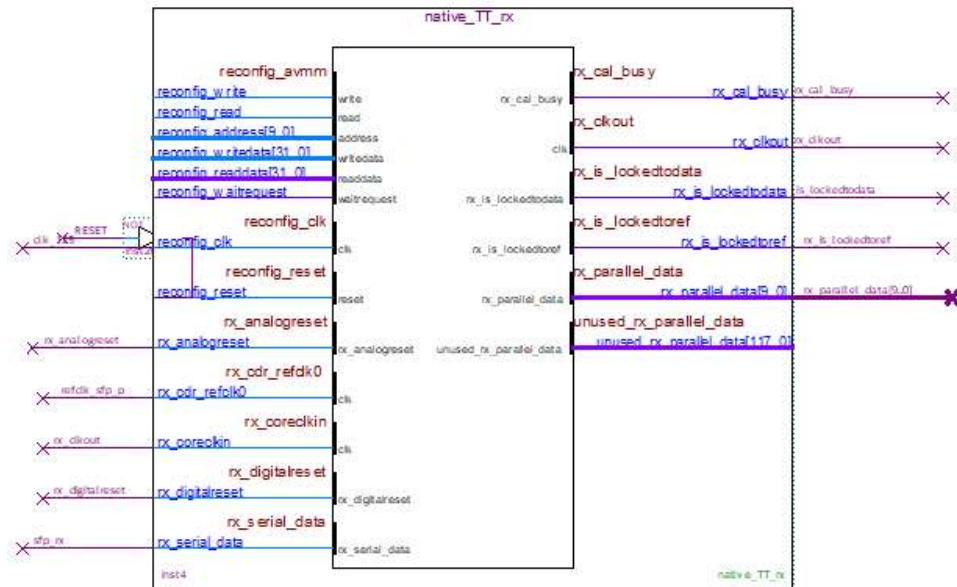 native_TT_rx
reconfig_avmm
rx_cal_busy
reconfig_write
write
rx_cal_busy
rx_cal_busy
rx_cal_busy
reconfig_read
read
reconfig_address[9..0]
address
rx_clkout
reconfig_writedata[31..0]
writedata
clk
rx_clkout
rx_clkout
reconfig_readdata[31..0]
readdata
rx_is_lockedtodata
reconfig_waitrequest
waitrequest
rx_is_lockedtodata
rx_is_lockedtodata
is_lockedtodata
reconfig_clk
rx_is_lockedtoref
RESET
NOT
reconfig_clk
clk
rx_is_lockedtoref
rx_is_lockedtoref
rx_is_lockedtoref
reconfig_reset
rx_parallel_data
reconfig_reset
reset
rx_parallel_data
rx_parallel_data[9..0]
rx_parallel_data[9..0]
rx_analogreset
unused_rx_parallel_data
rx_analogreset
rx_analogreset
rx_analogreset
unused_rx_parallel_data
unused_rx_parallel_data[117..0]
rx_cdr_refclk0
refclk_sfp_p
rx_cdr_refclk0
clk
rx_coreclkin
rx_clkout
rx_coreclkin
clk
rx_digitalreset
rx_digitalreset
rx_digitalreset
rx_digitalreset
rx_serial_data
sfp_rx
rx_serial_data
rx_serial_data
inst4
native_TT_rx